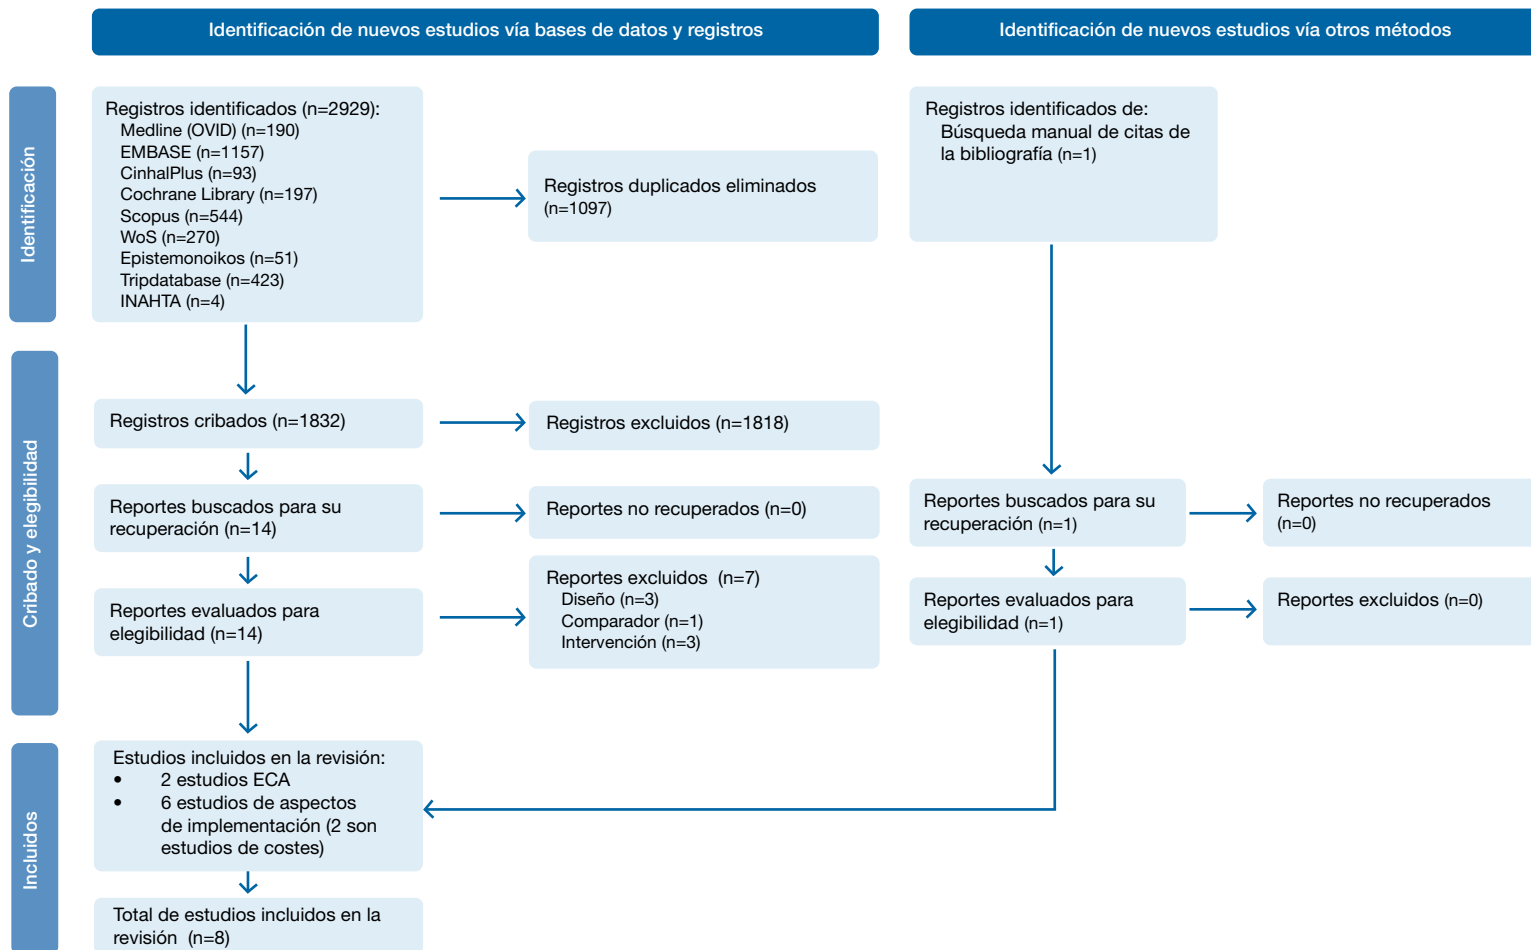 Identificación de nuevos estudios vía bases de datos y registros
Identificación de nuevos estudios vía otros métodos
Identificación
Registros identificados (n=2929):
Medline (OVID) (n=190)
EMBASE (n=1157)
CinhalPlus (n=93)
Cochrane Library (n=197)
Scopus (n=544)
WoS (n=270)
Epistemonoikos (n=51)
Tripdatabase (n=423)
INAHTA (n=4)
Registros duplicados eliminados
(n=1097)
Registros identificados de:
Búsqueda manual de citas de
la bibliografía (n=1)
Cribado y elegibilidad
Registros cribados (n=1832)
Registros excluidos (n=1818)
Reportes buscados para su
recuperación (n=14)
Reportes no recuperados (n=0)
Reportes buscados para su
recuperación (n=1)
Reportes no recuperados
(n=0)
Reportes evaluados para
elegibilidad (n=14)
Reportes excluidos (n=7)
Diseño (n=3)
Comparador (n=1)
Intervención (n=3)
Reportes evaluados para
elegibilidad (n=1)
Reportes excluidos (n=0)
Incluidos
Estudios incluidos en la revisión:
• 2 estudios ECA
• 6 estudios de aspectos
de implementación (2 son
estudios de costes)
Total de estudios incluidos en la
revisión (n=8)